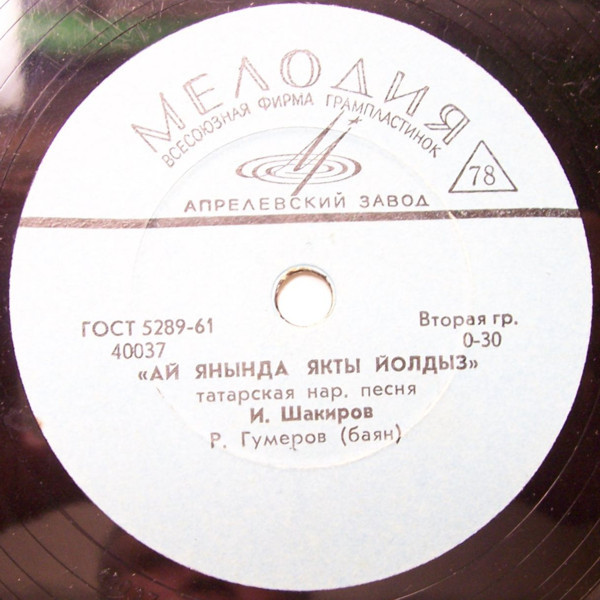 МЕЛОДИЯ
ВСЕСОЮЗНАЯ ФИРМА ГРАМПЛАСТИНОК
78
АПРЕЛЕВСКИЙ ЗАВОД
ГОСТ 5289-61 Вторая гр.
40037 0-30
«АЙ ЯНЫНДА ЯКТЫ ЙОЛДЫЗ»
татарская нар. песня
И. Шакиров
Р. Гумеров (баян)